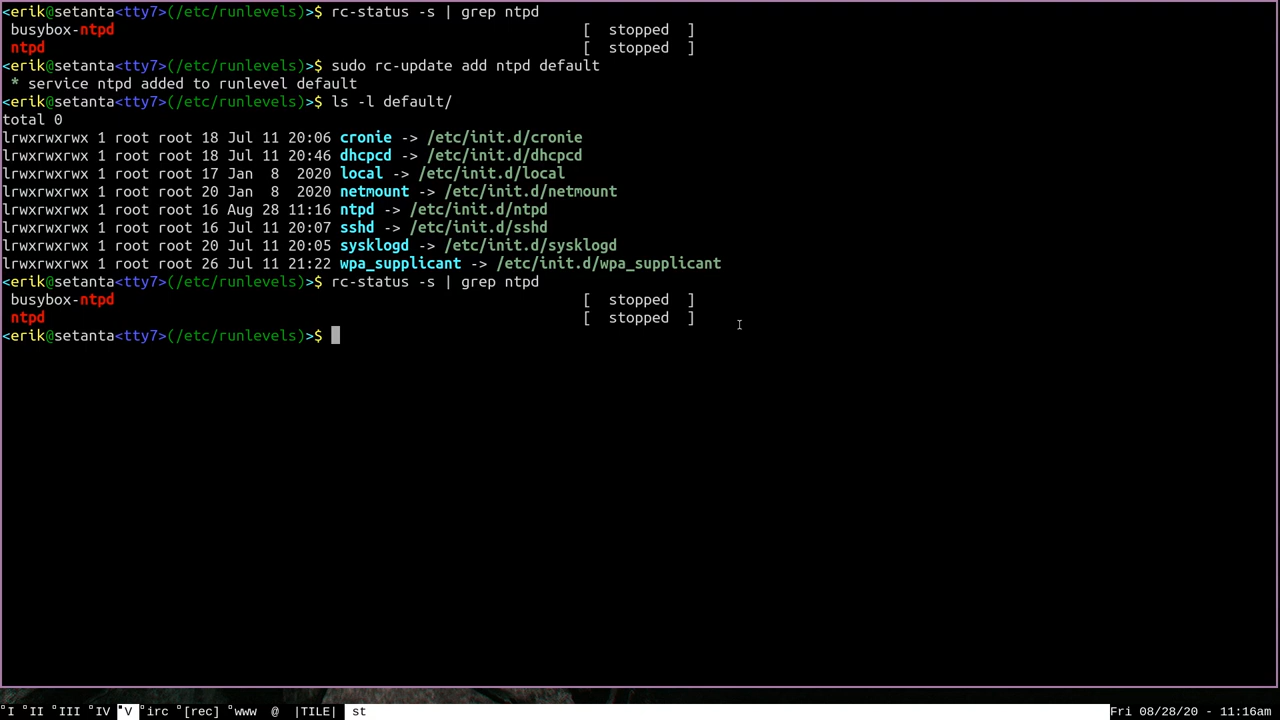 <erik@setanta<tty7>(/etc/runlevels)>$ rc-status -s | grep ntpd
 busybox-ntpd                                                      [  stopped  ]
 ntpd                                                              [  stopped  ]
<erik@setanta<tty7>(/etc/runlevels)>$ sudo rc-update add ntpd default
 * service ntpd added to runlevel default
<erik@setanta<tty7>(/etc/runlevels)>$ ls -l default/
total 0
lrwxrwxrwx 1 root root 18 Jul 11 20:06 cronie -> /etc/init.d/cronie
lrwxrwxrwx 1 root root 18 Jul 11 20:46 dhcpcd -> /etc/init.d/dhcpcd
lrwxrwxrwx 1 root root 17 Jan  8  2020 local -> /etc/init.d/local
lrwxrwxrwx 1 root root 20 Jan  8  2020 netmount -> /etc/init.d/netmount
lrwxrwxrwx 1 root root 16 Aug 28 11:16 ntpd -> /etc/init.d/ntpd
lrwxrwxrwx 1 root root 16 Jul 11 20:07 sshd -> /etc/init.d/sshd
lrwxrwxrwx 1 root root 20 Jul 11 20:05 sysklogd -> /etc/init.d/sysklogd
lrwxrwxrwx 1 root root 26 Jul 11 21:22 wpa_supplicant -> /etc/init.d/wpa_supplicant
<erik@setanta<tty7>(/etc/runlevels)>$ rc-status -s | grep ntpd
 busybox-ntpd                                                      [  stopped  ]
 ntpd                                                              [  stopped  ]
<erik@setanta<tty7>(/etc/runlevels)>$
°I °II °III °IV °V °irc °[rec] °www @ |TILE| st Fri 08/28/20 - 11:16am